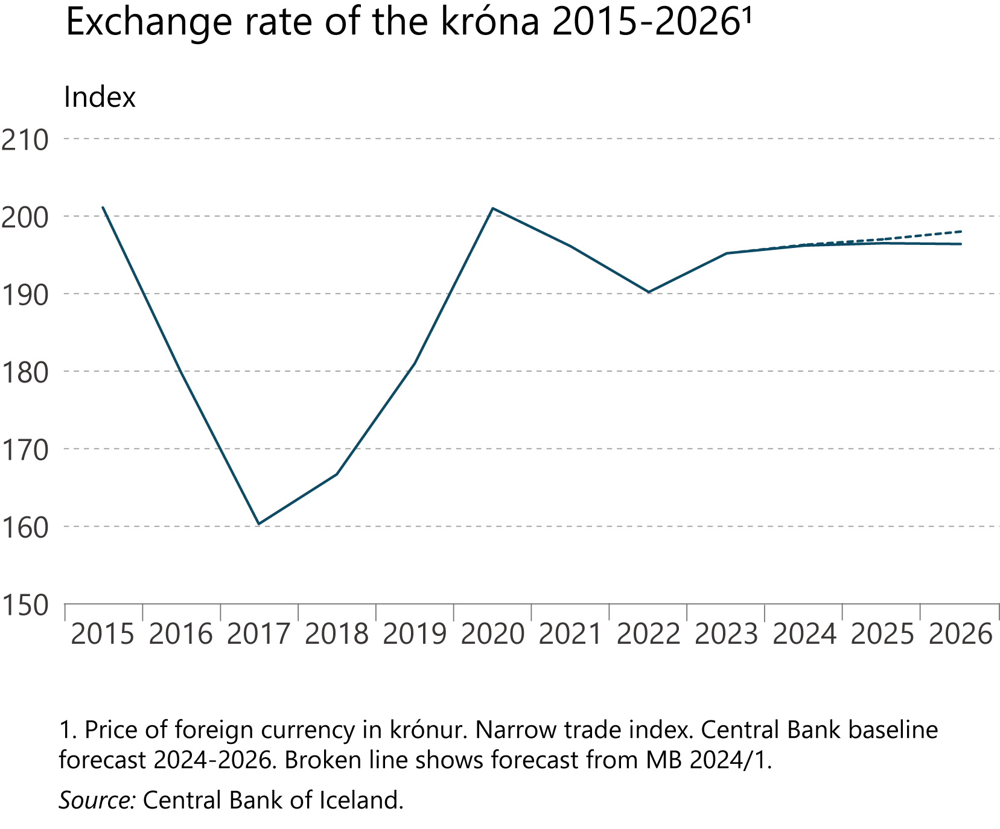 Exchange rate of the króna 2015-2026¹
Index
210
200
190
180
170
160
150
2015 2016 2017 2018 2019 2020 2021 2022 2023 2024 2025 2026
1. Price of foreign currency in krónur. Narrow trade index. Central Bank baseline
forecast 2024-2026. Broken line shows forecast from MB 2024/1.
Source: Central Bank of Iceland.